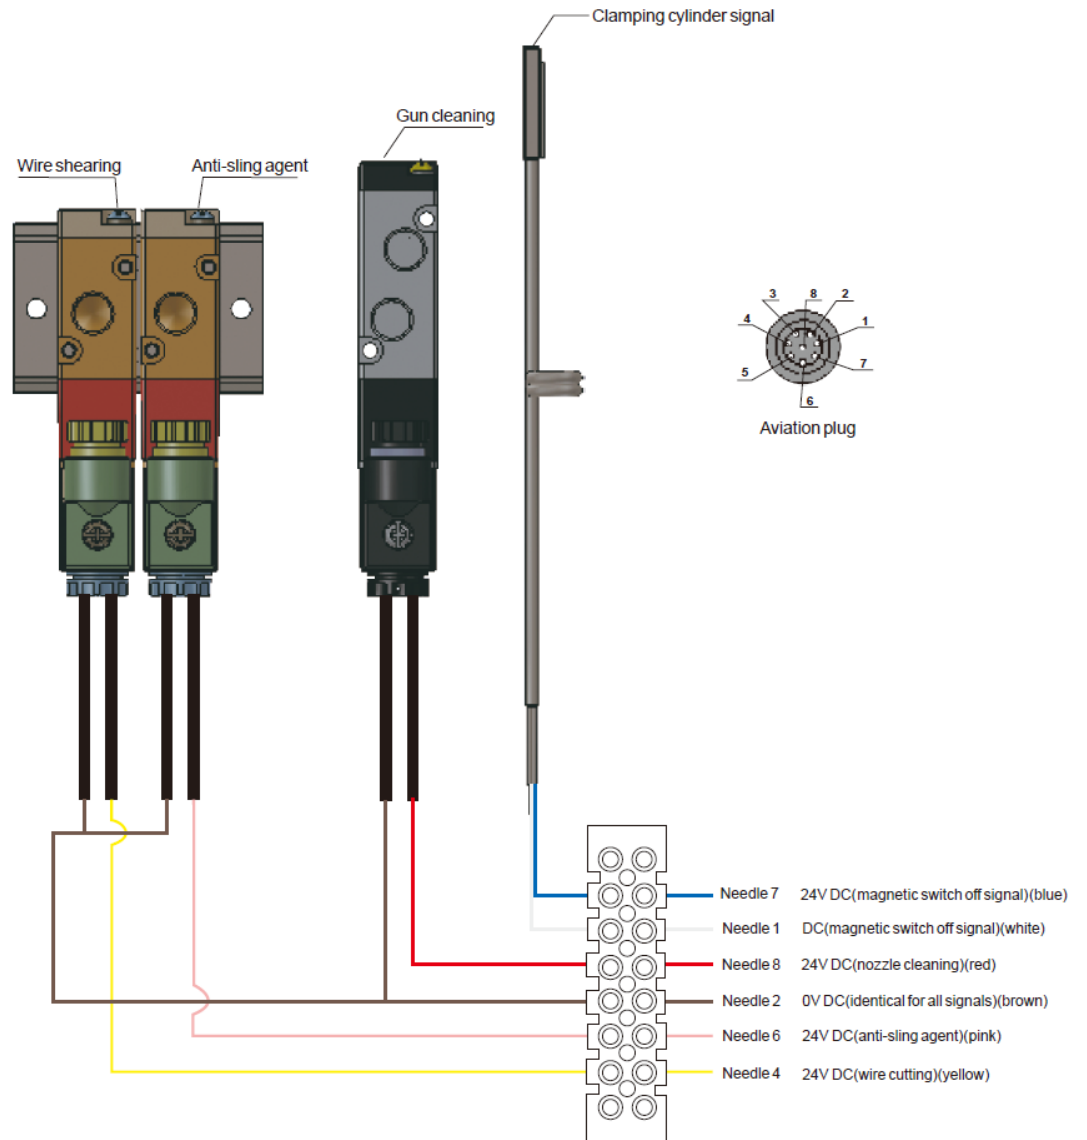 Clamping cylinder signal
Gun cleaning
Wire shearing
Anti-sling agent
3
8
2
4
1
5
7
6
Aviation plug
Needle 7 24V DC(magnetic switch off signal)(blue)
Needle 1 DC(magnetic switch off signal)(white)
Needle 8 24V DC(nozzle cleaning)(red)
Needle 2 0V DC(identical for all signals)(brown)
Needle 6 24V DC(anti-sling agent)(pink)
Needle 4 24V DC(wire cutting)(yellow)